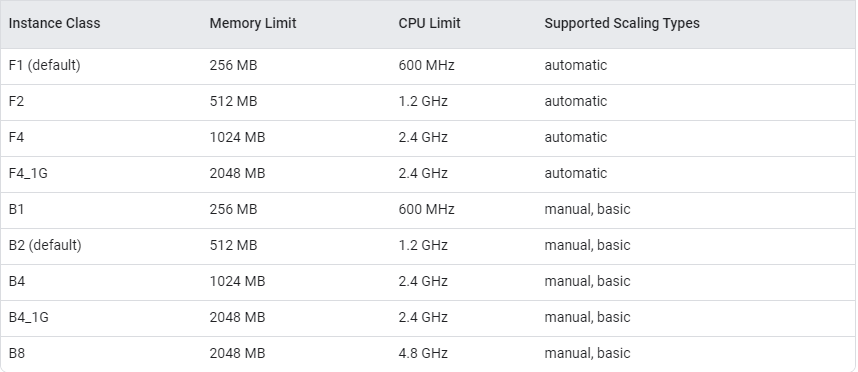 Instance Class Memory Limit CPU Limit Supported Scaling Types
F1 (default) 256 MB 600 MHz automatic
F2 512 MB 1.2 GHz automatic
F4 1024 MB 2.4 GHz automatic
F4_1G 2048 MB 2.4 GHz automatic
B1 256 MB 600 MHz manual, basic
B2 (default) 512 MB 1.2 GHz manual, basic
B4 1024 MB 2.4 GHz manual, basic
B4_1G 2048 MB 2.4 GHz manual, basic
B8 2048 MB 4.8 GHz manual, basic